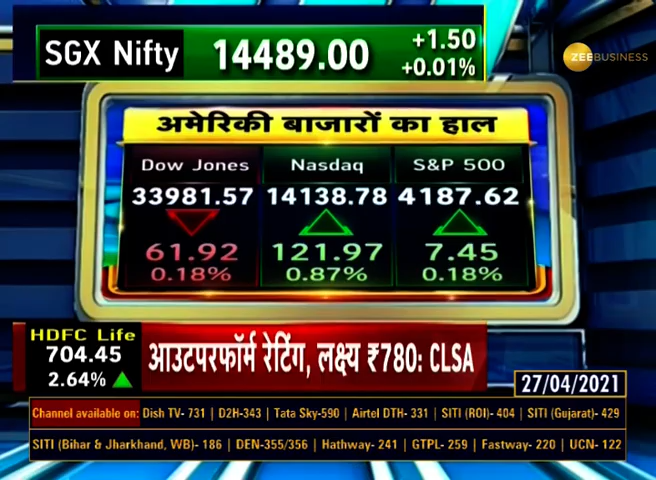 SGX Nifty 14489.00 +1.50
+0.01%
ZEEBUSINESS
अमेरिकी बाजारों का हाल
Dow Jones Nasdaq S&P 500
33981.57 14138.78 4187.62
61.92 121.97 7.45
0.18% 0.87% 0.18%
HDFC Life
704.45
2.64%
आउटपरफॉर्म रेटिंग, लक्ष्य ₹780: CLSA
27/04/2021
Channel available on: Dish TV- 731 | D2H-343 | Tata Sky-590 | Airtel DTH- 331 | SITI (ROI)- 404 | SITI (Gujarat)- 429
SITI (Bihar & Jharkhand, WB)- 186 | DEN-355/356 | Hathway- 241 | GTPL- 259 | Fastway- 220 | UCN- 122